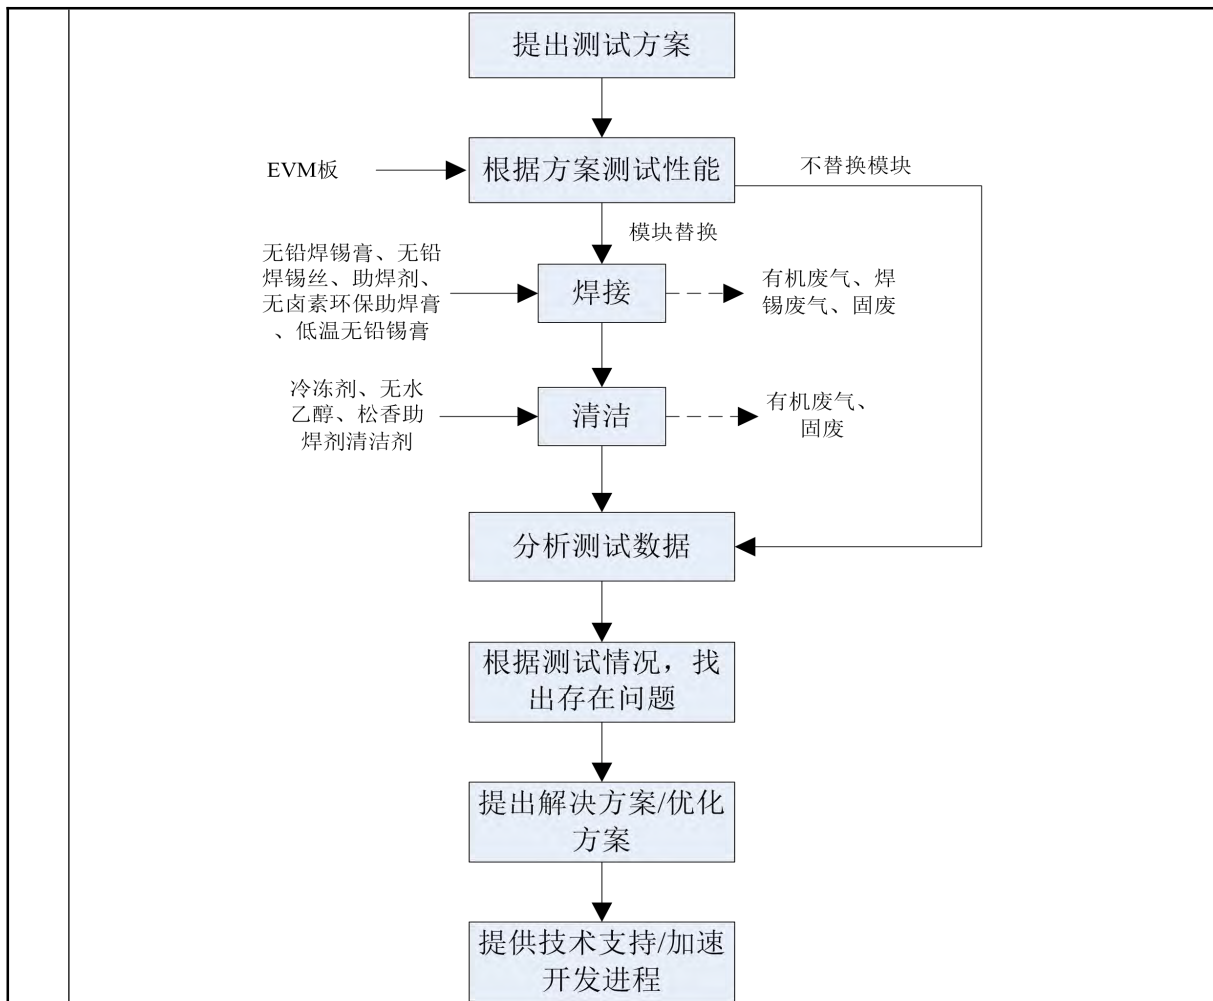 提出测试方案
EVM板
根据方案测试性能
不替换模块
模块替换
无铅焊锡膏、无铅
焊锡丝、助焊剂、
无卤素环保助焊膏
、低温无铅锡膏
焊接
有机废气、焊
锡废气、固废
冷冻剂、无水
乙醇、松香助
焊剂清洁剂
清洁
有机废气、
固废
分析测试数据
根据测试情况，找
出存在问题
提出解决方案/优化
方案
提供技术支持/加速
开发进程